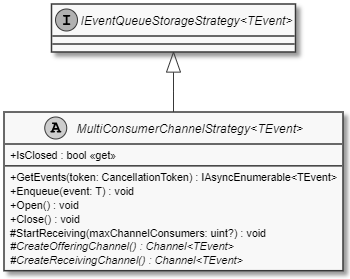 I
IEventQueueStorageStrategy<TEvent>
A
MultiConsumerChannelStrategy<TEvent>
+IsClosed : bool «get»
+GetEvents(token: CancellationToken) : IAsyncEnumerable<TEvent>
+Enqueue(event: T) : void
+Open() : void
+Close() : void
#StartReceiving(maxChannelConsumers: uint?) : void
#CreateOfferingChannel() : Channel<TEvent>
#CreateReceivingChannel() : Channel<TEvent>